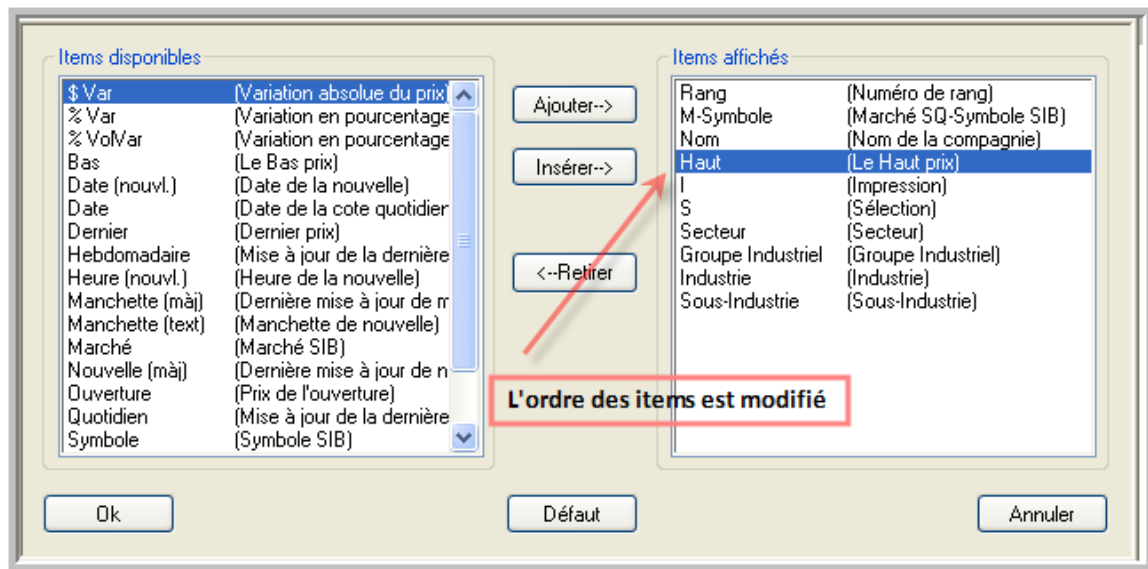 Items disponibles
$ Var (Variation absolue du prix)
% Var (Variation en pourcentage
% VolVar (Variation en pourcentage
Bas (Le Bas prix)
Date (nouvl.) (Date de la nouvelle)
Date (Date de la cote quotidier
Dernier (Dernier prix)
Hebdomadaire (Mise à jour de la dernière
Heure (nouvl.) (Heure de la nouvelle)
Manchette (màj) (Dernière mise à jour de m
Manchette (text) (Manchette de nouvelle)
Marché (Marché SIB)
Nouvelle (màj) (Dernière mise à jour de n
Ouverture (Prix de l'ouverture)
Quotidien (Mise à jour de la dernière
Symbole (Symbole SIB)
Ajouter-->
Insérer-->
<--Retirer
Items affichés
Rang (Numéro de rang)
M-Symbole (Marché SQ-Symbole SIB)
Nom (Nom de la compagnie)
Haut (Le Haut prix)
I (Impression)
S (Sélection)
Secteur (Secteur)
Groupe Industriel (Groupe Industriel)
Industrie (Industrie)
Sous-Industrie (Sous-Industrie)
L'ordre des items est modifié
Ok
Défaut
Annuler